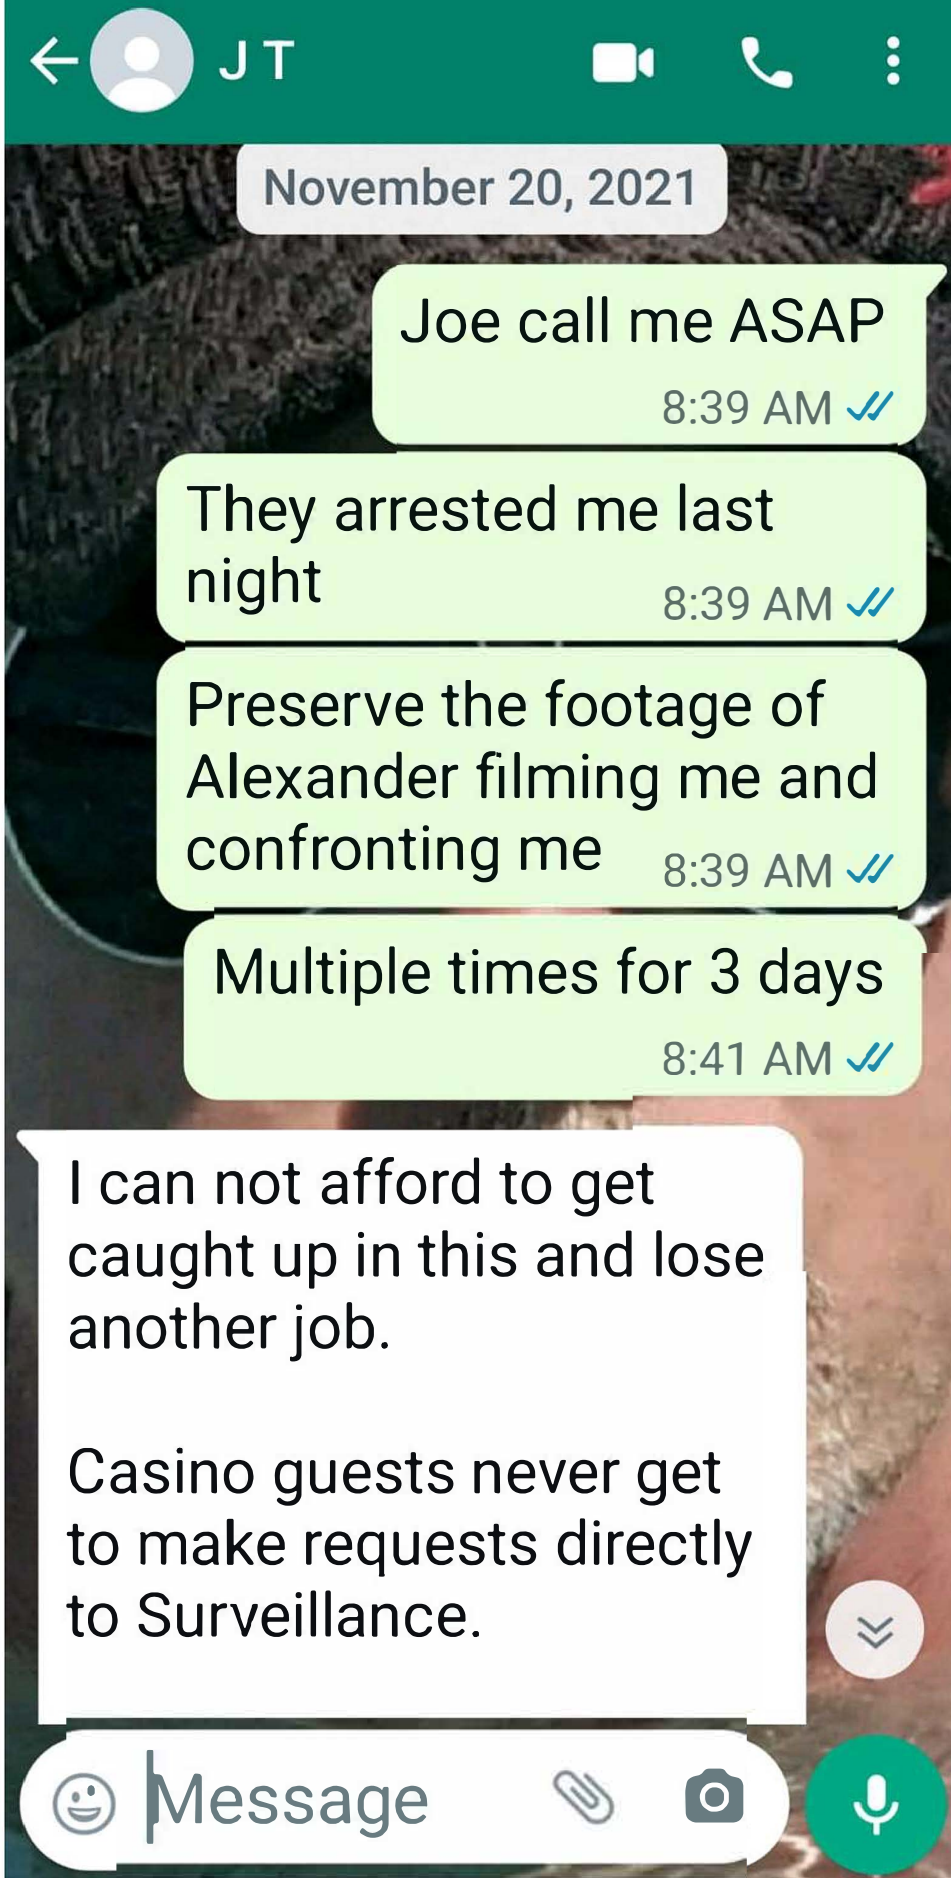 J T
November 20, 2021
Joe call me ASAP
8:39 AM
They arrested me last
night
8:39 AM
Preserve the footage of
Alexander filming me and
confronting me
8:39 AM
Multiple times for 3 days
8:41 AM
I can not afford to get
caught up in this and lose
another job.
Casino guests never get
to make requests directly
to Surveillance.
Message